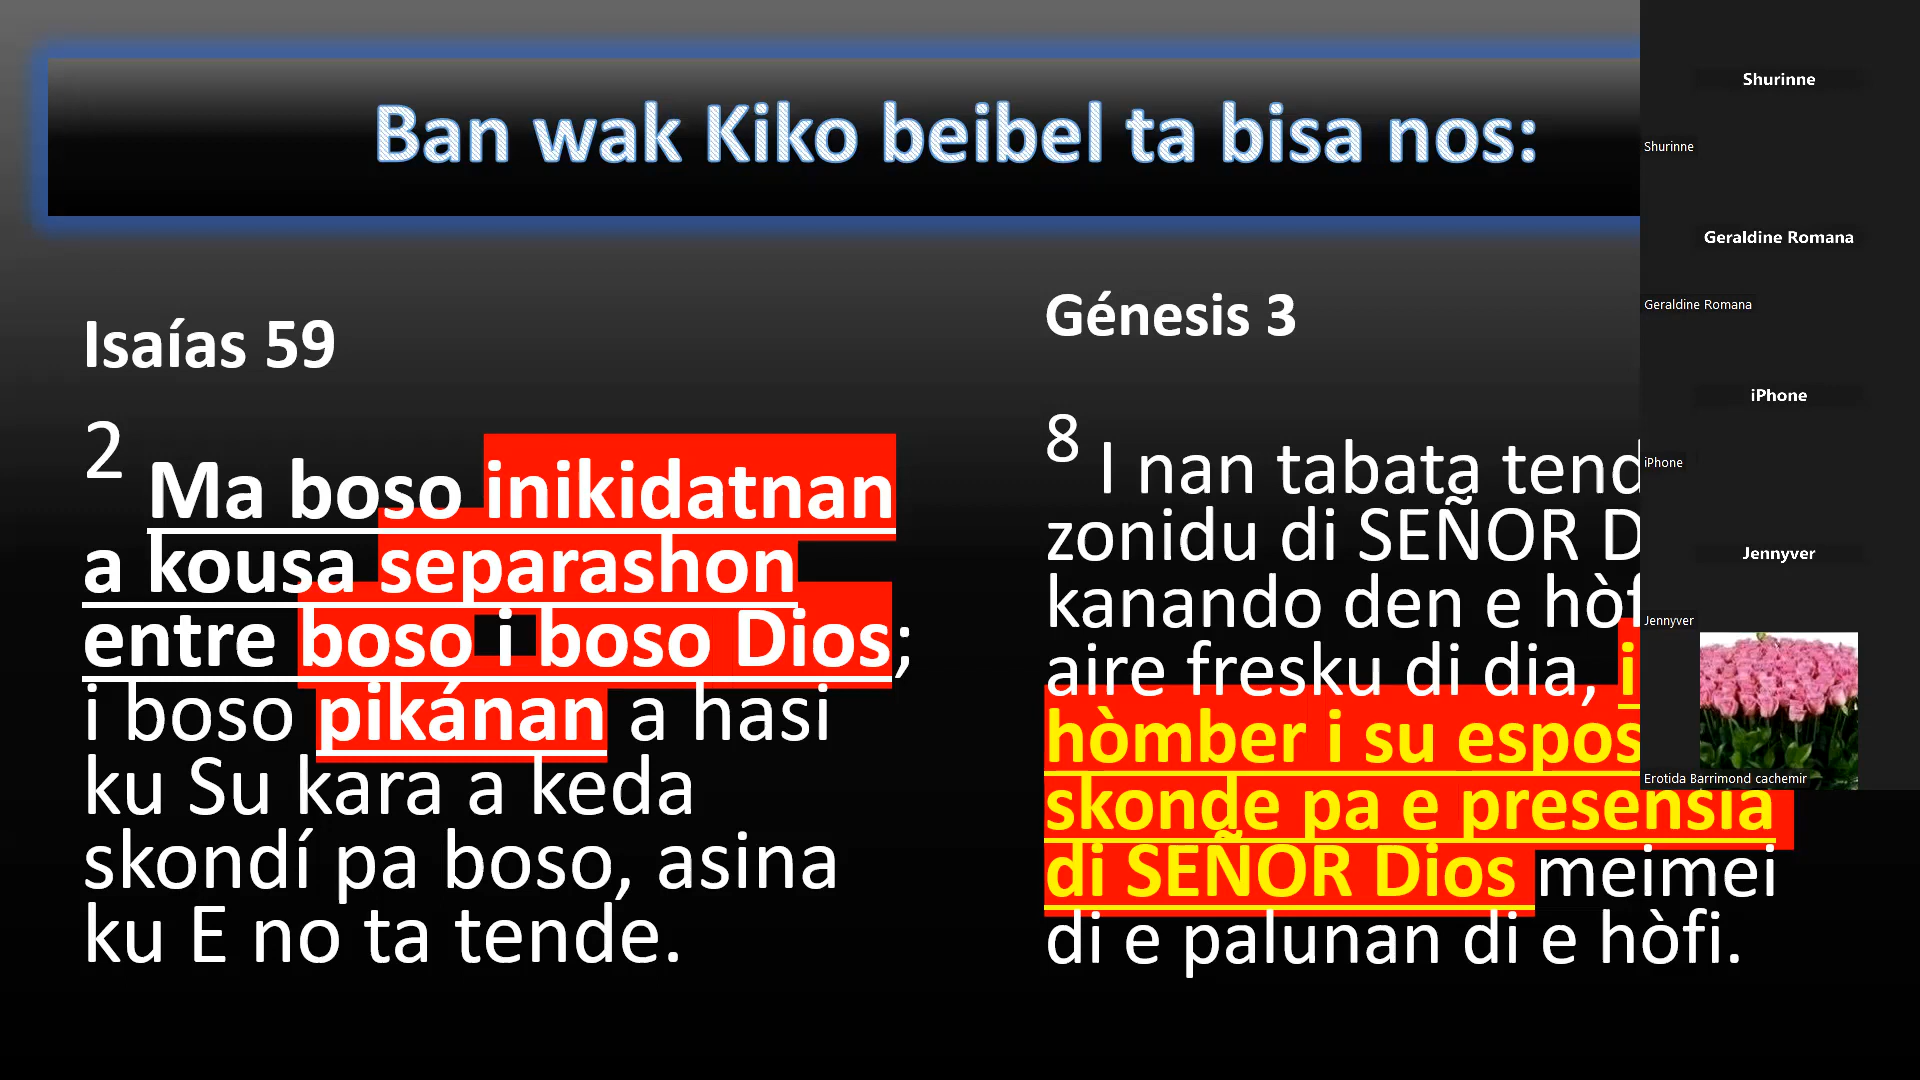 Ban wak Kiko beibel ta bisa nos:
Isaías 59
2 Ma boso inikidatnan
a kousa separashon
entre boso i boso Dios;
i boso pikánan a hasi
ku Su kara a keda
skondí pa boso, asina
ku E no ta tende.
Génesis 3
8 I nan tabata
zonidu di SEÑOR
kanando den e
aire fresku di dia,
hòmber i su
skonde pa e presensia
di SEÑOR Dios meimei
di e palunan di e hòfi.
Shurinne
Shurinne
Geraldine Romana
Geraldine Romana
iPhone
iPhone
Jennyver
Jennyver
Erotida Barrimond cachemir